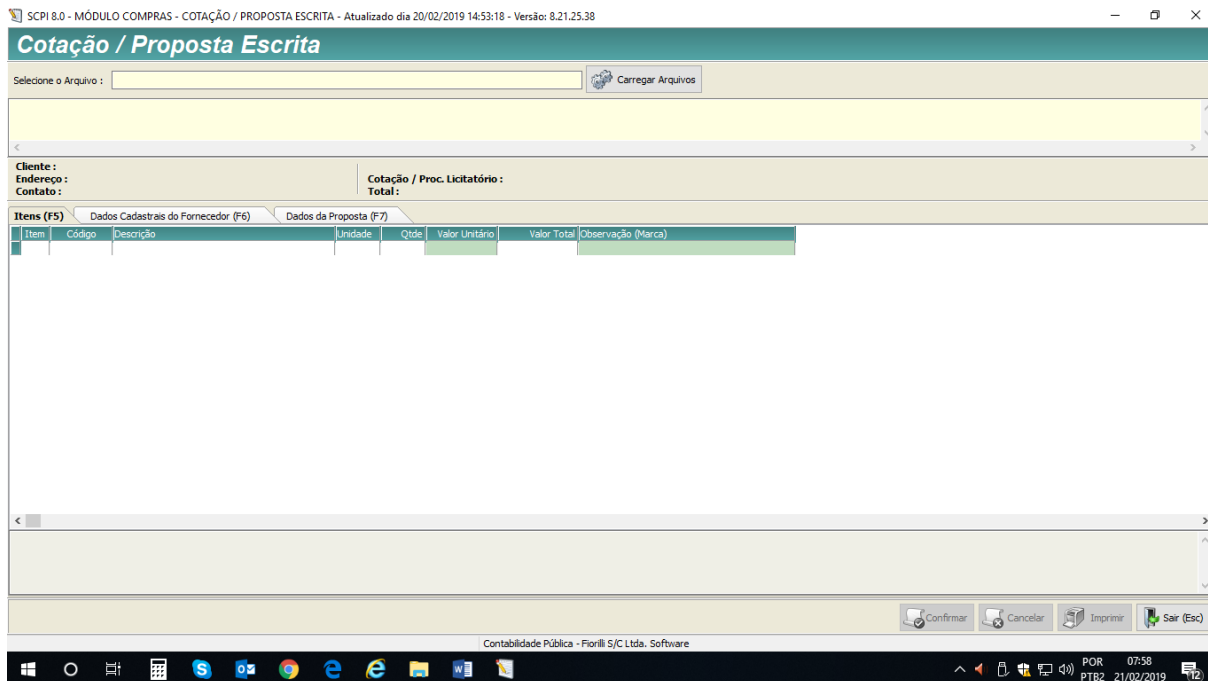 SCPI 8.0 - MÓDULO COMPRAS - COTAÇÃO / PROPOSTA ESCRITA - Atualizado dia 20/02/2019 14:53:18 - Versão: 8.21.25.38
Cotação / Proposta Escrita
Selecione o Arquivo : Carregar Arquivos
Cliente :
Endereço : Cotação / Proc. Licitatório :
Contato : Total :
Itens (F5) Dados Cadastrais do Fornecedor (F6) Dados da Proposta (F7)
Item Código Descrição Unidade Qtde Valor Unitário Valor Total Observação (Marca)
Confirmar Cancelar Imprimir Sair (Esc)
Contabilidade Pública - Fiorilli S/C Ltda. Software
POR 07:58
PTB2 21/02/2019 12